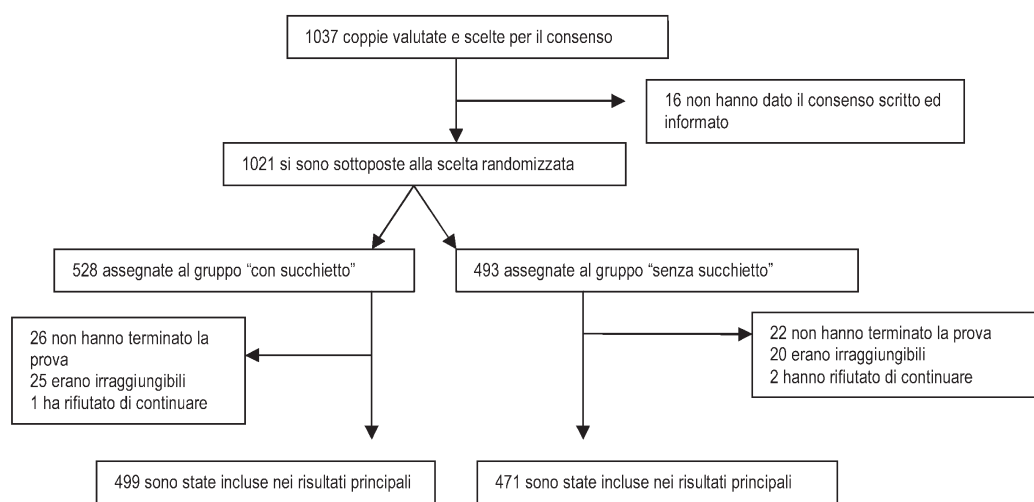 1037 coppie valutate e scelte per il consenso
16 non hanno dato il consenso scritto ed
informato
1021 si sono sottoposte alla scelta randomizzata
528 assegnate al gruppo “con succhietto”
493 assegnate al gruppo “senza succhietto”
26 non hanno terminato la
prova
25 erano irraggiungibili
1 ha rifiutato di continuare
22 non hanno terminato la prova
20 erano irraggiungibili
2 hanno rifiutato di continuare
499 sono state incluse nei risultati principali
471 sono state incluse nei risultati principali